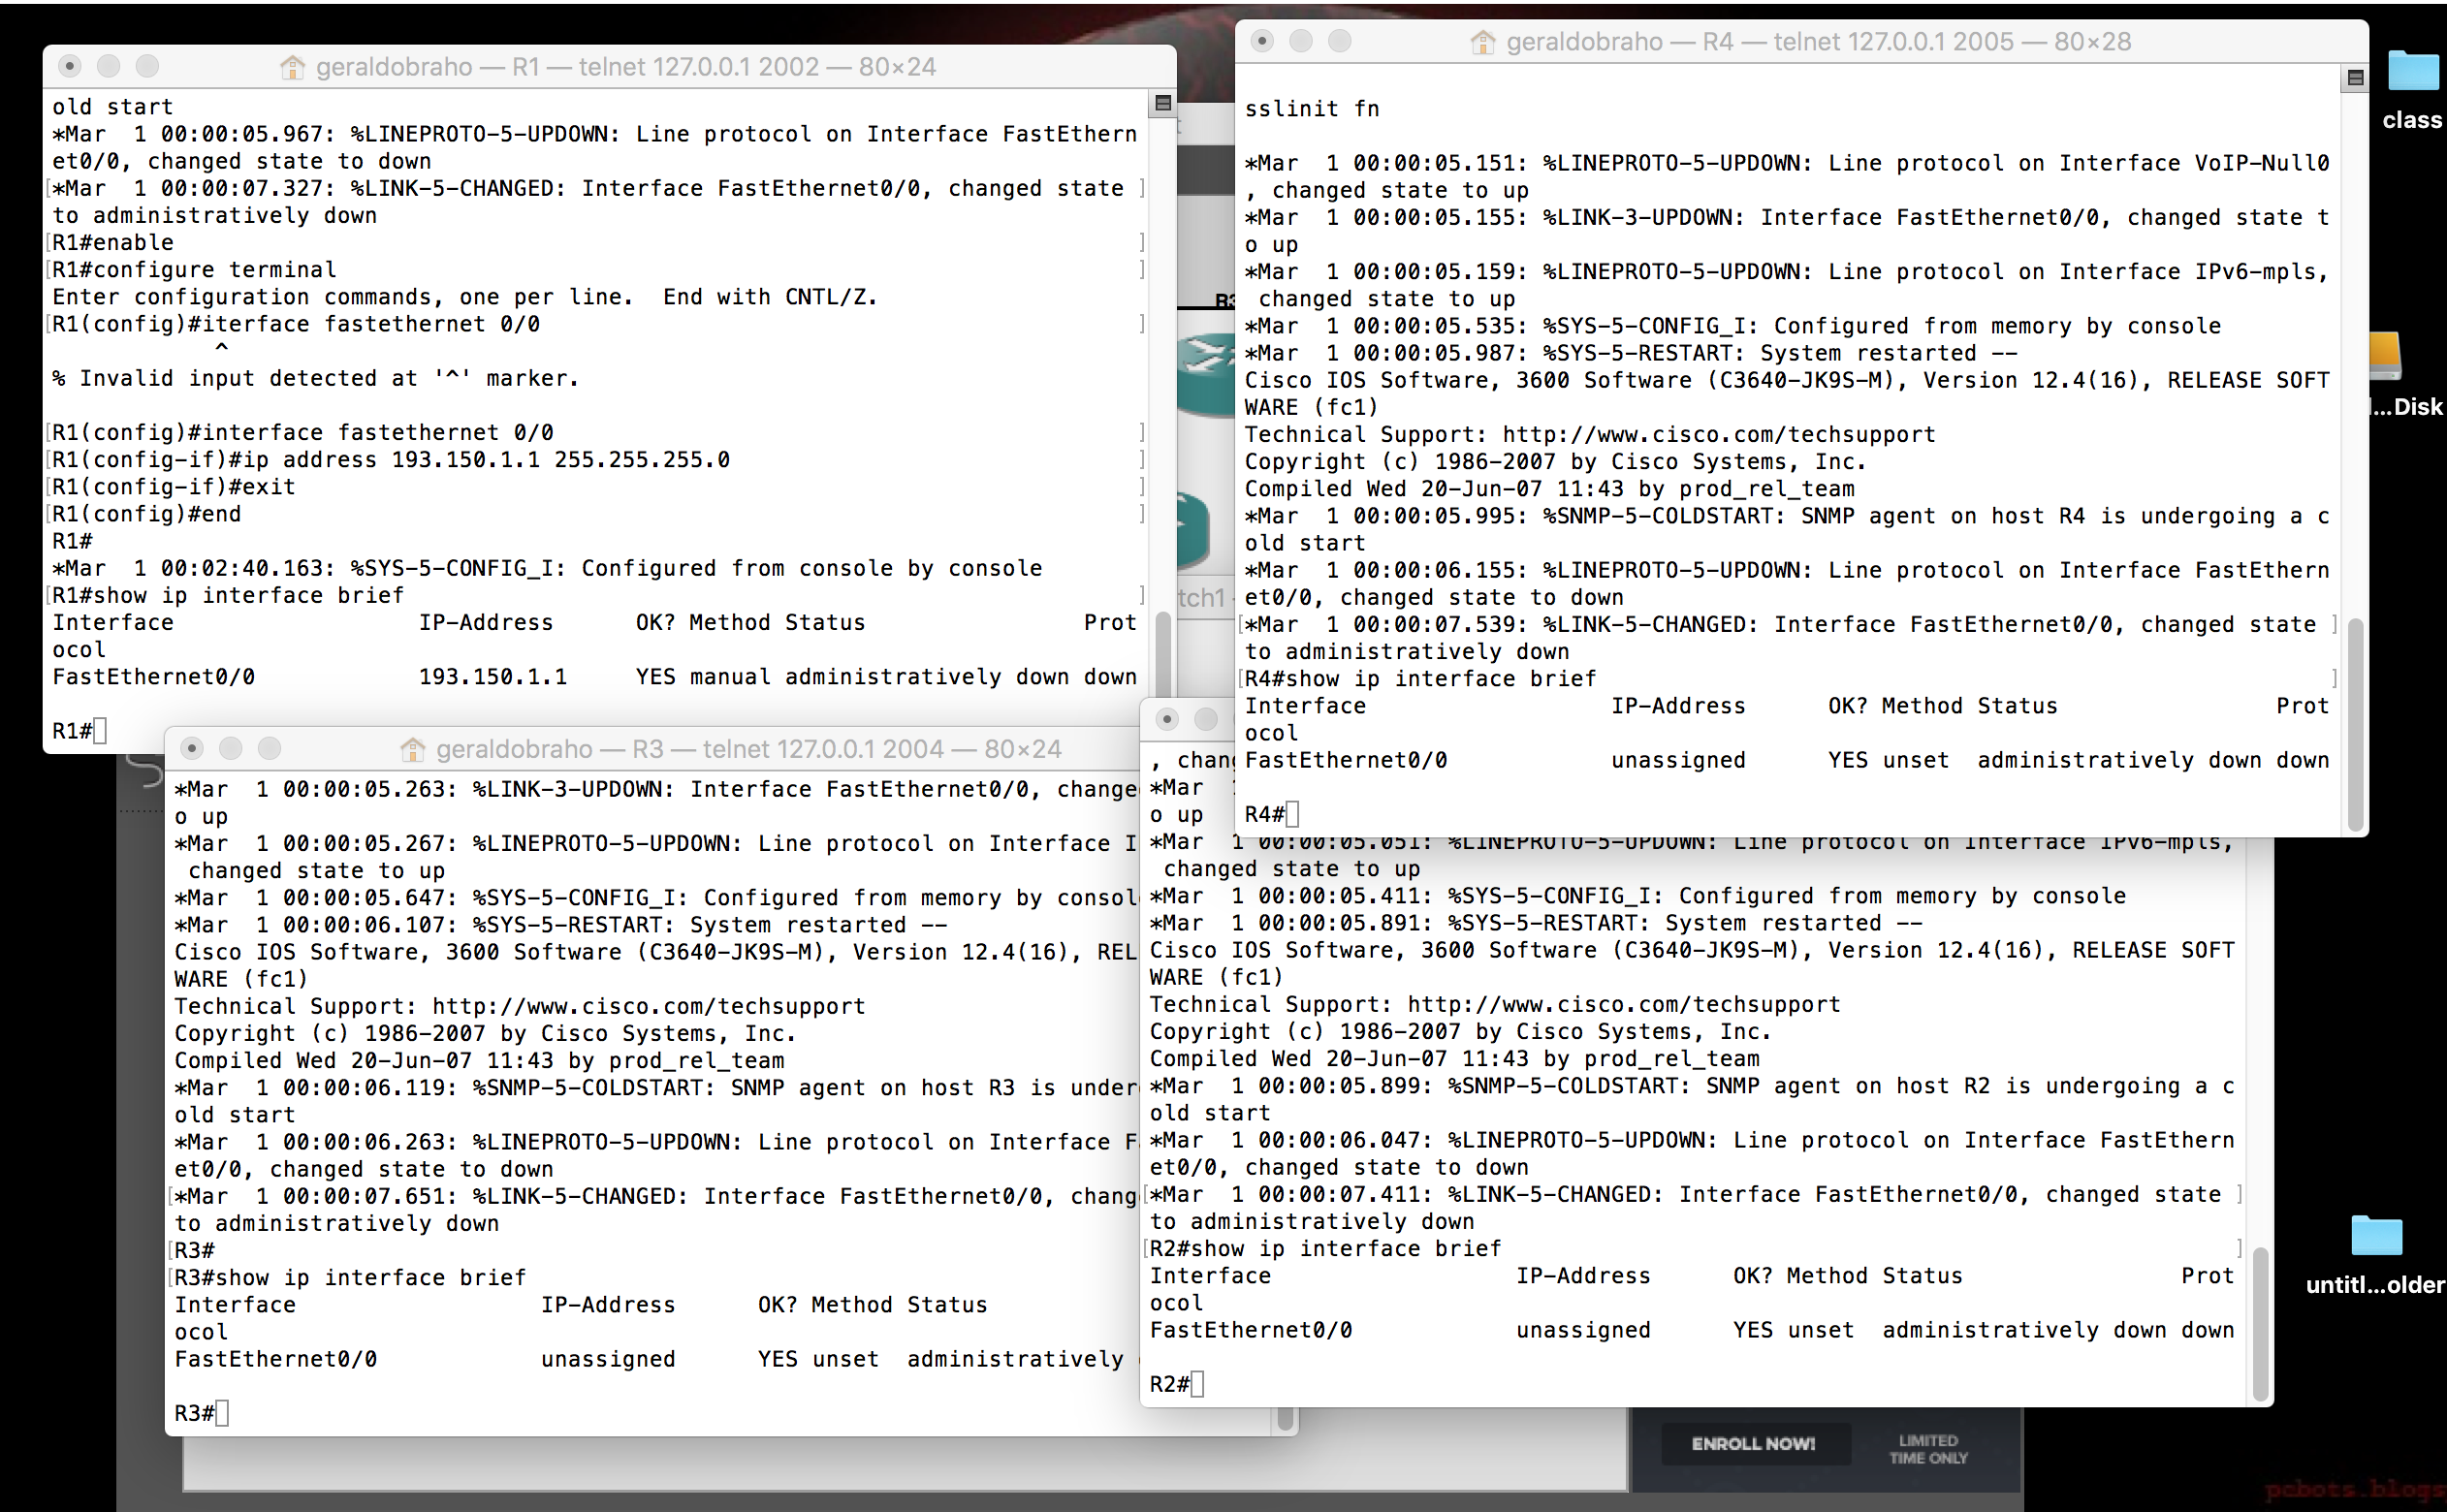 geraldobraho — R1 — telnet 127.0.0.1 2002 — 80×24
old start
*Mar  1 00:00:05.967: %LINEPROTO-5-UPDOWN: Line protocol on Interface FastEthern
et0/0, changed state to down
[*Mar  1 00:00:07.327: %LINK-5-CHANGED: Interface FastEthernet0/0, changed state ]
to administratively down
[R1#enable ]
[R1#configure terminal ]
Enter configuration commands, one per line.  End with CNTL/Z.
[R1(config)#iterface fastethernet 0/0 ]
^
% Invalid input detected at '^' marker.
[R1(config)#interface fastethernet 0/0 ]
[R1(config-if)#ip address 193.150.1.1 255.255.255.0 ]
[R1(config-if)#exit ]
[R1(config)#end ]
R1#
*Mar  1 00:02:40.163: %SYS-5-CONFIG_I: Configured from console by console
[R1#show ip interface brief ]
Interface IP-Address OK? Method Status Prot
ocol
FastEthernet0/0 193.150.1.1 YES manual administratively down down
R1#
geraldobraho — R4 — telnet 127.0.0.1 2005 — 80×28
sslinit fn
*Mar  1 00:00:05.151: %LINEPROTO-5-UPDOWN: Line protocol on Interface VoIP-Null0
, changed state to up
*Mar  1 00:00:05.155: %LINK-3-UPDOWN: Interface FastEthernet0/0, changed state t
o up
*Mar  1 00:00:05.159: %LINEPROTO-5-UPDOWN: Line protocol on Interface IPv6-mpls,
changed state to up
*Mar  1 00:00:05.535: %SYS-5-CONFIG_I: Configured from memory by console
*Mar  1 00:00:05.987: %SYS-5-RESTART: System restarted --
Cisco IOS Software, 3600 Software (C3640-JK9S-M), Version 12.4(16), RELEASE SOFT
WARE (fc1)
Technical Support: http://www.cisco.com/techsupport
Copyright (c) 1986-2007 by Cisco Systems, Inc.
Compiled Wed 20-Jun-07 11:43 by prod_rel_team
*Mar  1 00:00:05.995: %SNMP-5-COLDSTART: SNMP agent on host R4 is undergoing a c
old start
*Mar  1 00:00:06.155: %LINEPROTO-5-UPDOWN: Line protocol on Interface FastEthern
et0/0, changed state to down
[*Mar  1 00:00:07.539: %LINK-5-CHANGED: Interface FastEthernet0/0, changed state ]
to administratively down
[R4#show ip interface brief ]
Interface IP-Address OK? Method Status Prot
ocol
FastEthernet0/0 unassigned YES unset administratively down down
R4#
R3
tch1
geraldobraho — R3 — telnet 127.0.0.1 2004 — 80×24
*Mar  1 00:00:05.263: %LINK-3-UPDOWN: Interface FastEthernet0/0, change
o up
*Mar  1 00:00:05.267: %LINEPROTO-5-UPDOWN: Line protocol on Interface I
changed state to up
*Mar  1 00:00:05.647: %SYS-5-CONFIG_I: Configured from memory by consol
*Mar  1 00:00:06.107: %SYS-5-RESTART: System restarted --
Cisco IOS Software, 3600 Software (C3640-JK9S-M), Version 12.4(16), REL
WARE (fc1)
Technical Support: http://www.cisco.com/techsupport
Copyright (c) 1986-2007 by Cisco Systems, Inc.
Compiled Wed 20-Jun-07 11:43 by prod_rel_team
*Mar  1 00:00:06.119: %SNMP-5-COLDSTART: SNMP agent on host R3 is under
old start
*Mar  1 00:00:06.263: %LINEPROTO-5-UPDOWN: Line protocol on Interface F
et0/0, changed state to down
[*Mar  1 00:00:07.651: %LINK-5-CHANGED: Interface FastEthernet0/0, chang
to administratively down
[R3#
[R3#show ip interface brief
Interface IP-Address OK? Method Status
ocol
FastEthernet0/0 unassigned YES unset administratively
R3#
, chang
*Mar  1
o up
*Mar  1 00:00:05.051: %LINEPROTO-5-UPDOWN: Line protocol on Interface IPv6-mpls,
changed state to up
*Mar  1 00:00:05.411: %SYS-5-CONFIG_I: Configured from memory by console
*Mar  1 00:00:05.891: %SYS-5-RESTART: System restarted --
Cisco IOS Software, 3600 Software (C3640-JK9S-M), Version 12.4(16), RELEASE SOFT
WARE (fc1)
Technical Support: http://www.cisco.com/techsupport
Copyright (c) 1986-2007 by Cisco Systems, Inc.
Compiled Wed 20-Jun-07 11:43 by prod_rel_team
*Mar  1 00:00:05.899: %SNMP-5-COLDSTART: SNMP agent on host R2 is undergoing a c
old start
*Mar  1 00:00:06.047: %LINEPROTO-5-UPDOWN: Line protocol on Interface FastEthern
et0/0, changed state to down
[*Mar  1 00:00:07.411: %LINK-5-CHANGED: Interface FastEthernet0/0, changed state ]
to administratively down
[R2#show ip interface brief ]
Interface IP-Address OK? Method Status Prot
ocol
FastEthernet0/0 unassigned YES unset administratively down down
R2#
class
...Disk
untitl...older
ENROLL NOW!
LIMITED
TIME ONLY
pcbots.blogs